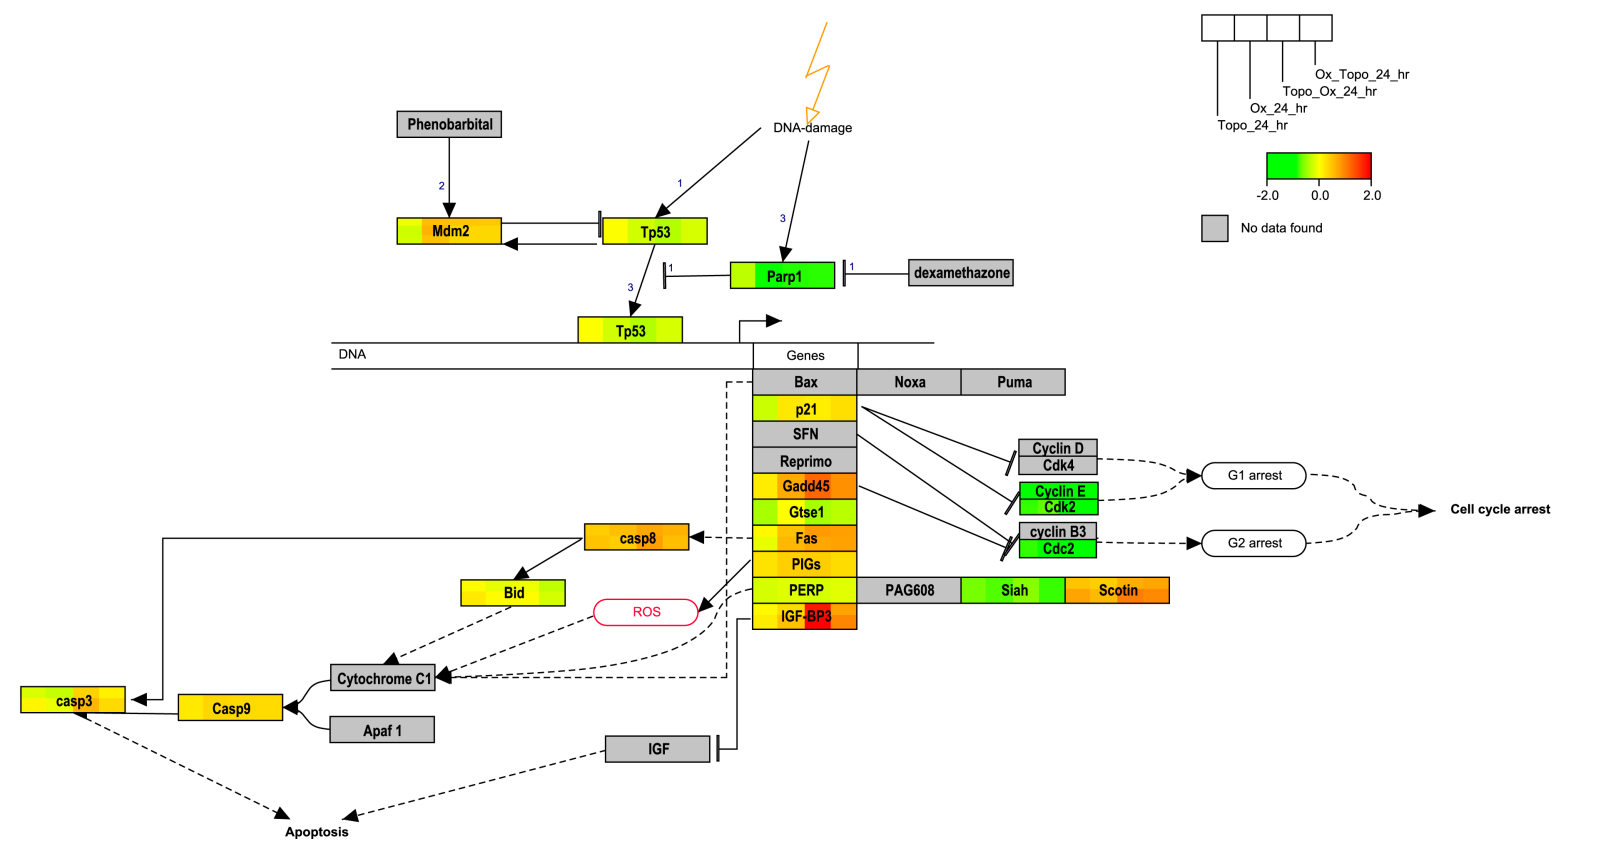 Ox_Topo_24_hr
Topo_Ox_24_hr
Ox_24_hr
Topo_24_hr
-2.0 0.0 2.0
No data found
DNA-damage
Phenobarbital
2
1
3
Mdm2
Tp53
Parp1
1
1
dexamethazone
3
Tp53
DNA
Genes
Bax Noxa Puma
p21
SFN
Reprimo
Gadd45
Gtse1
Fas
PIGs
PERP PAG608 Siah Scotin
IGF-BP3
Cyclin D
Cdk4
Cyclin E
Cdk2
cyclin B3
Cdc2
G1 arrest
G2 arrest
Cell cycle arrest
casp8
Bid
ROS
Cytochrome C1
casp3
Casp9
Apaf 1
IGF
Apoptosis